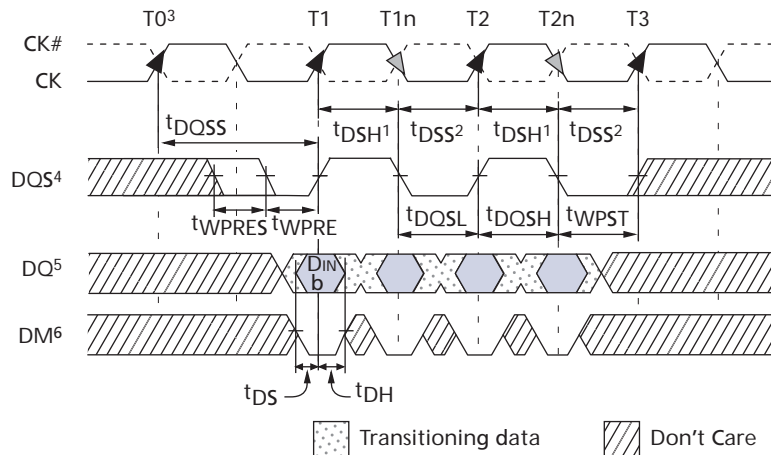 T0³ T1 T1n T2 T2n T3
CK#
CK
tDSH¹ tDSS² tDSH¹ tDSS²
tDQSS
DQS⁴
tWPRES tWPRE tDQSL tDQSH tWPST
DQ⁵ DIN
b
DM⁶
tDS tDH
Transitioning data Don't Care